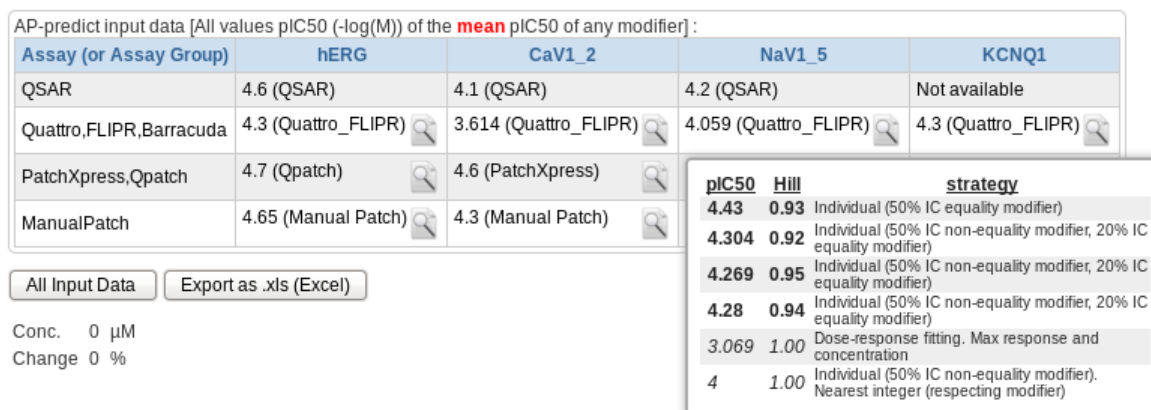 AP-predict input data [All values pIC50 (-log(M)) of the mean pIC50 of any modifier] :
Assay (or Assay Group) hERG CaV1_2 NaV1_5 KCNQ1
QSAR 4.6 (QSAR) 4.1 (QSAR) 4.2 (QSAR) Not available
Quattro,FLIPR,Barracuda 4.3 (Quattro_FLIPR) 3.614 (Quattro_FLIPR) 4.059 (Quattro_FLIPR) 4.3 (Quattro_FLIPR)
PatchXpress,Qpatch 4.7 (Qpatch) 4.6 (PatchXpress)
ManualPatch 4.65 (Manual Patch) 4.3 (Manual Patch)
pIC50 Hill strategy
4.43 0.93 Individual (50% IC equality modifier)
4.304 0.92 Individual (50% IC non-equality modifier, 20% IC
equality modifier)
4.269 0.95 Individual (50% IC non-equality modifier, 20% IC
equality modifier)
4.28 0.94 Individual (50% IC non-equality modifier, 20% IC
equality modifier)
3.069 1.00 Dose-response fitting. Max response and
concentration
4 1.00 Individual (50% IC non-equality modifier).
Nearest integer (respecting modifier)
All Input Data Export as .xls (Excel)
Conc. 0 µM
Change 0 %